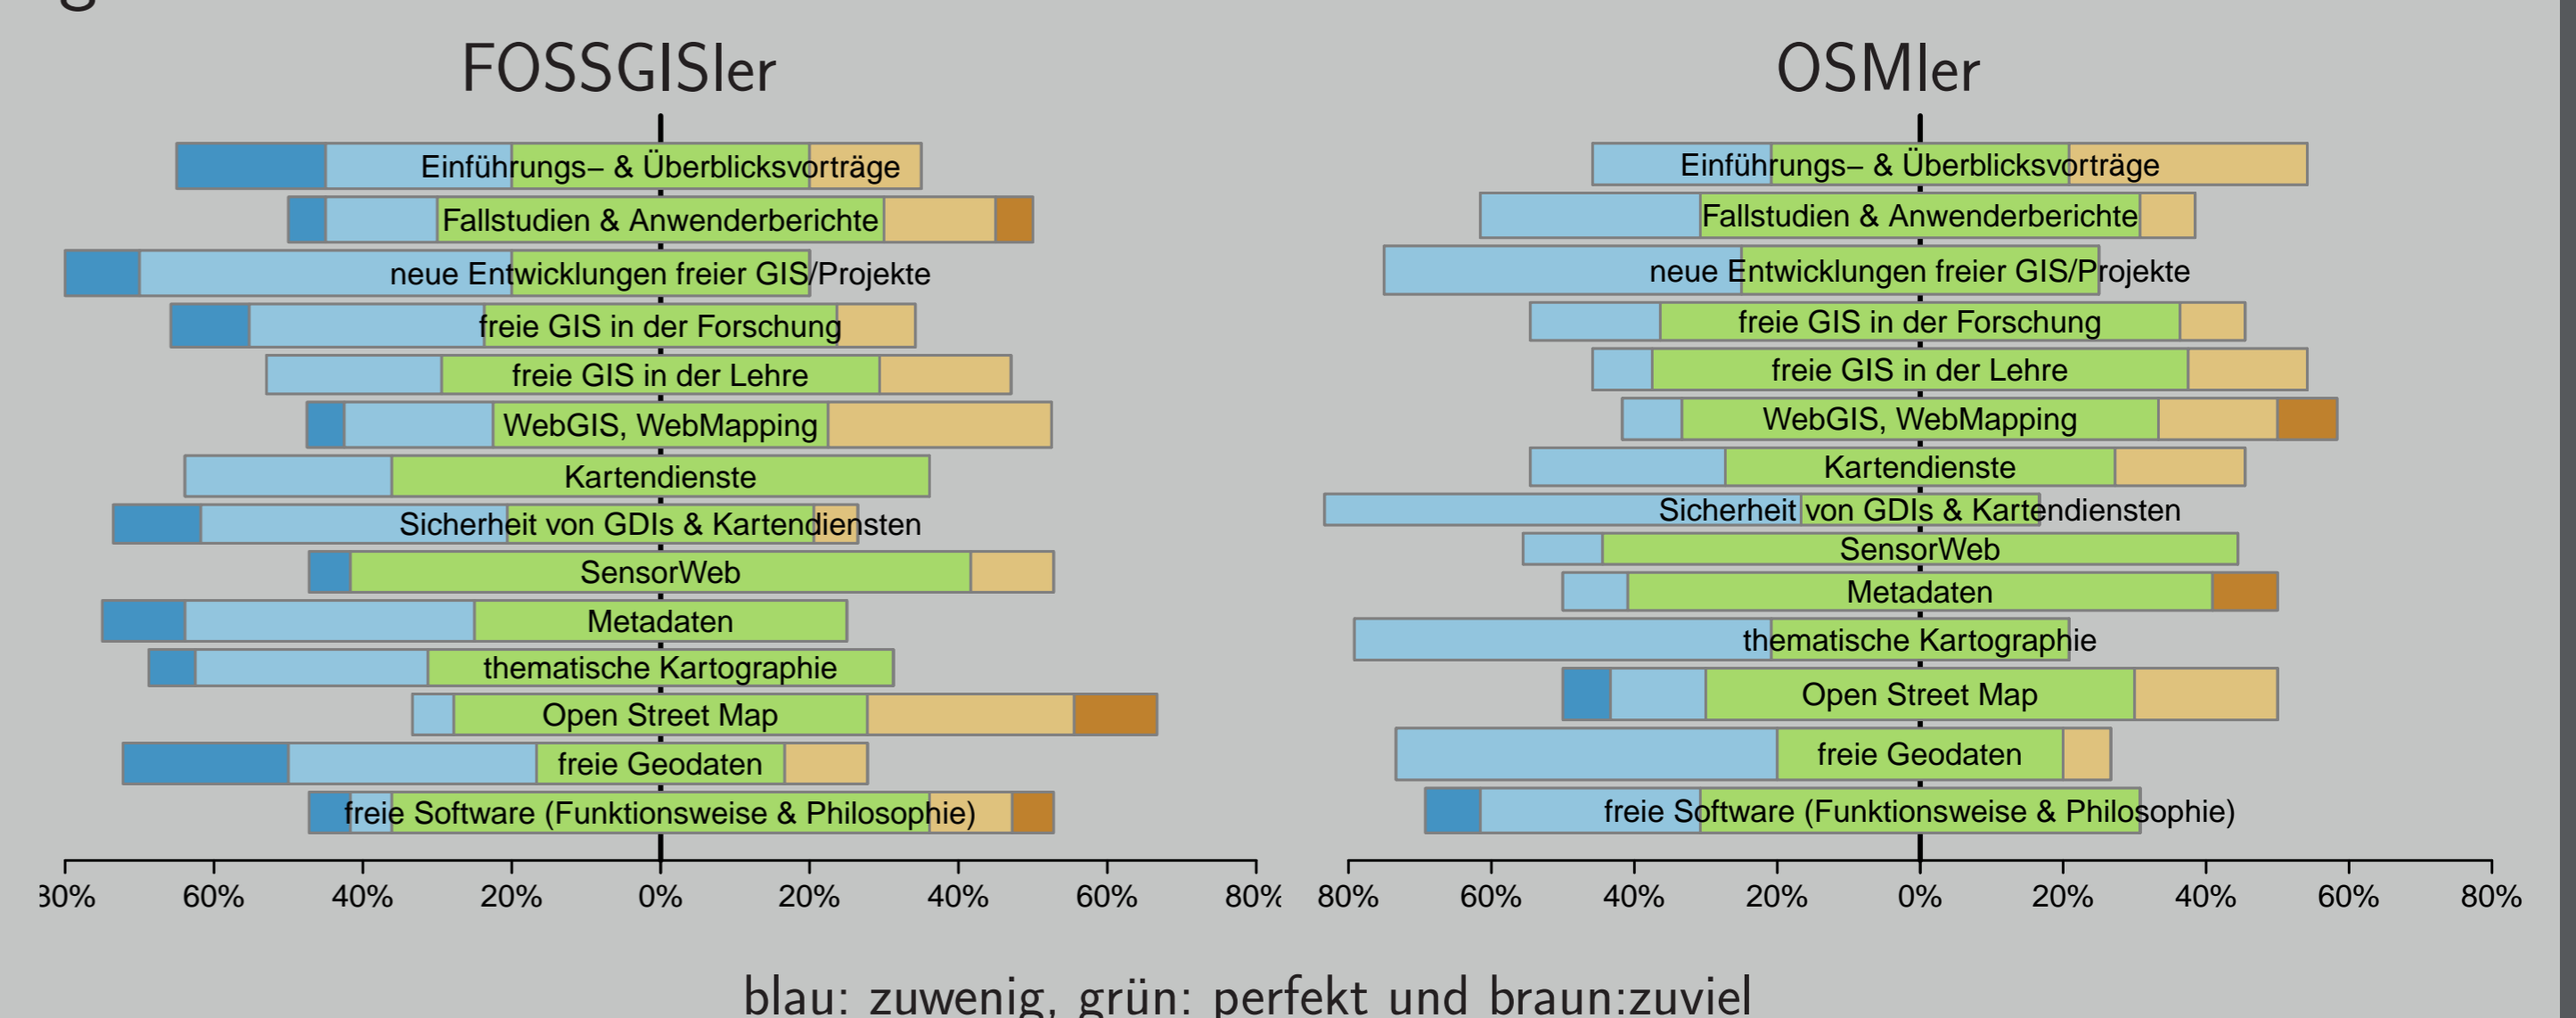 FOSSGISler
Einführungs– & Überblicksvorträge
Fallstudien & Anwenderberichte
neue Entwicklungen freier GIS/Projekte
freie GIS in der Forschung
freie GIS in der Lehre
WebGIS, WebMapping
Kartendienste
Sicherheit von GDIs & Kartendiensten
SensorWeb
Metadaten
thematische Kartographie
Open Street Map
freie Geodaten
freie Software (Funktionsweise & Philosophie)
80% 60% 40% 20% 0% 20% 40% 60% 80%
OSMler
Einführungs– & Überblicksvorträge
Fallstudien & Anwenderberichte
neue Entwicklungen freier GIS/Projekte
freie GIS in der Forschung
freie GIS in der Lehre
WebGIS, WebMapping
Kartendienste
Sicherheit von GDIs & Kartendiensten
SensorWeb
Metadaten
thematische Kartographie
Open Street Map
freie Geodaten
freie Software (Funktionsweise & Philosophie)
80% 60% 40% 20% 0% 20% 40% 60% 80%
blau: zuwenig, grün: perfekt und braun:zuviel